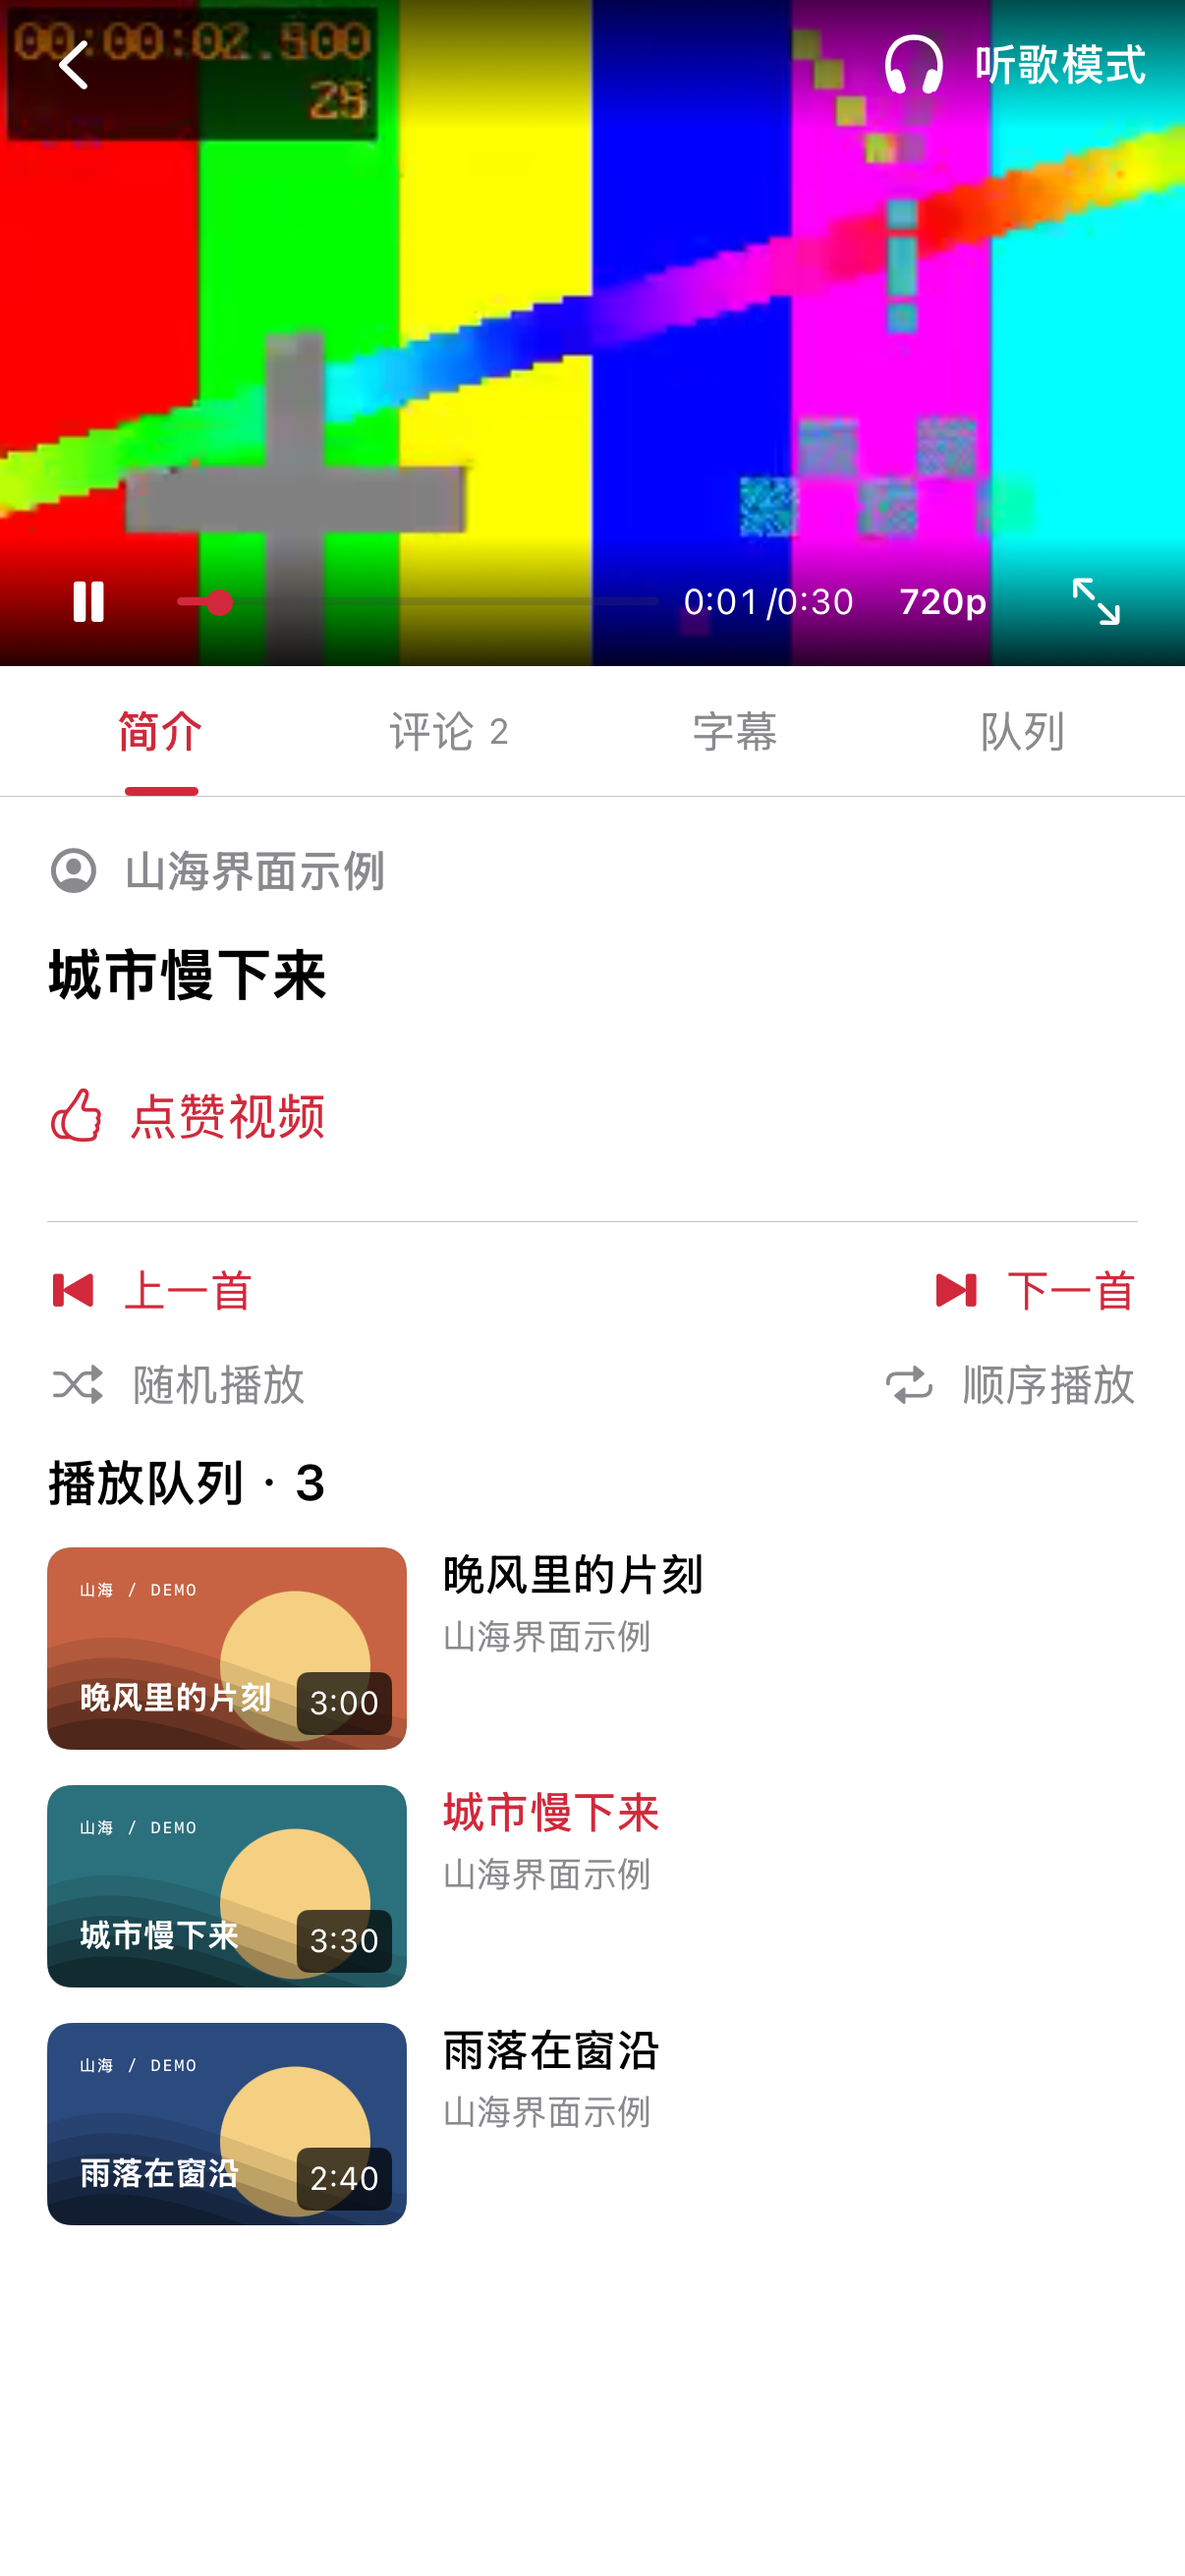 00:00:02.500
25
听歌模式
0:01/0:30 720p
简介 评论 2 字幕 队列
山海界面示例
城市慢下来
点赞视频
上一首 下一首
随机播放 顺序播放
播放队列 · 3
山海 / DEMO
晚风里的片刻
3:00
晚风里的片刻
山海界面示例
山海 / DEMO
城市慢下来
3:30
城市慢下来
山海界面示例
山海 / DEMO
雨落在窗沿
2:40
雨落在窗沿
山海界面示例